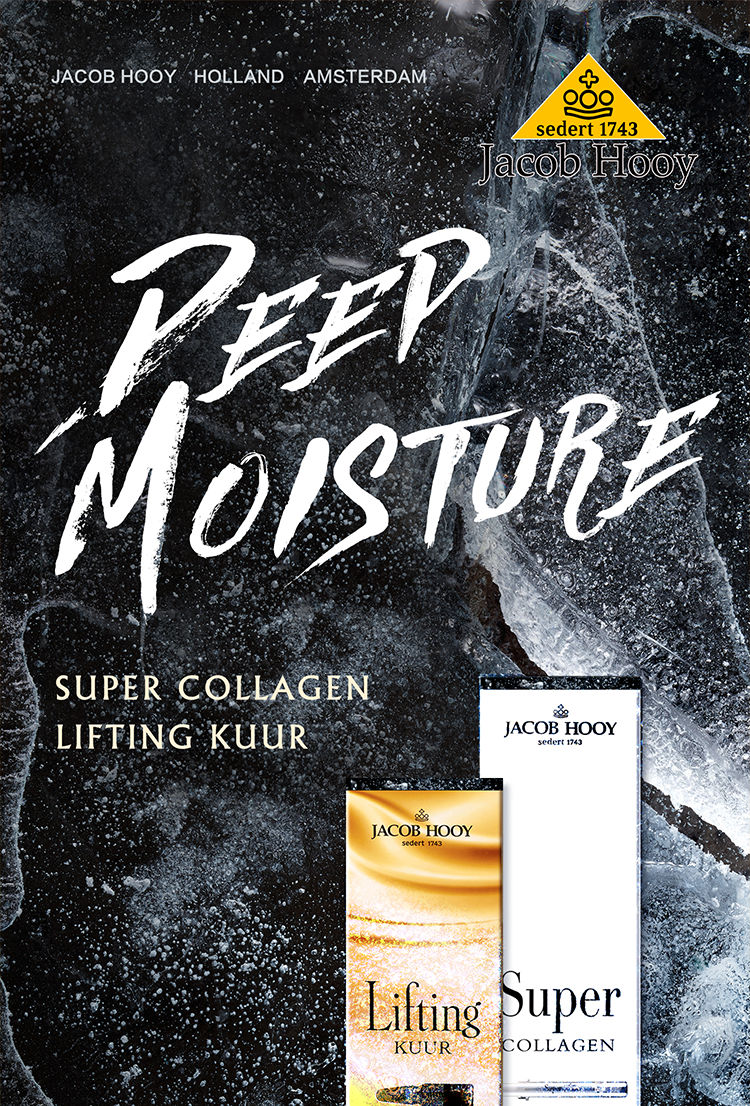 JACOB HOOY HOLLAND AMSTERDAM
sedert 1743
Jacob Hooy
DEEP
MOISTURE
SUPER COLLAGEN
LIFTING KUUR
JACOB HOOY
sedert 1743
JACOB HOOY
sedert 1743
Lifting
KUUR
Super
COLLAGEN